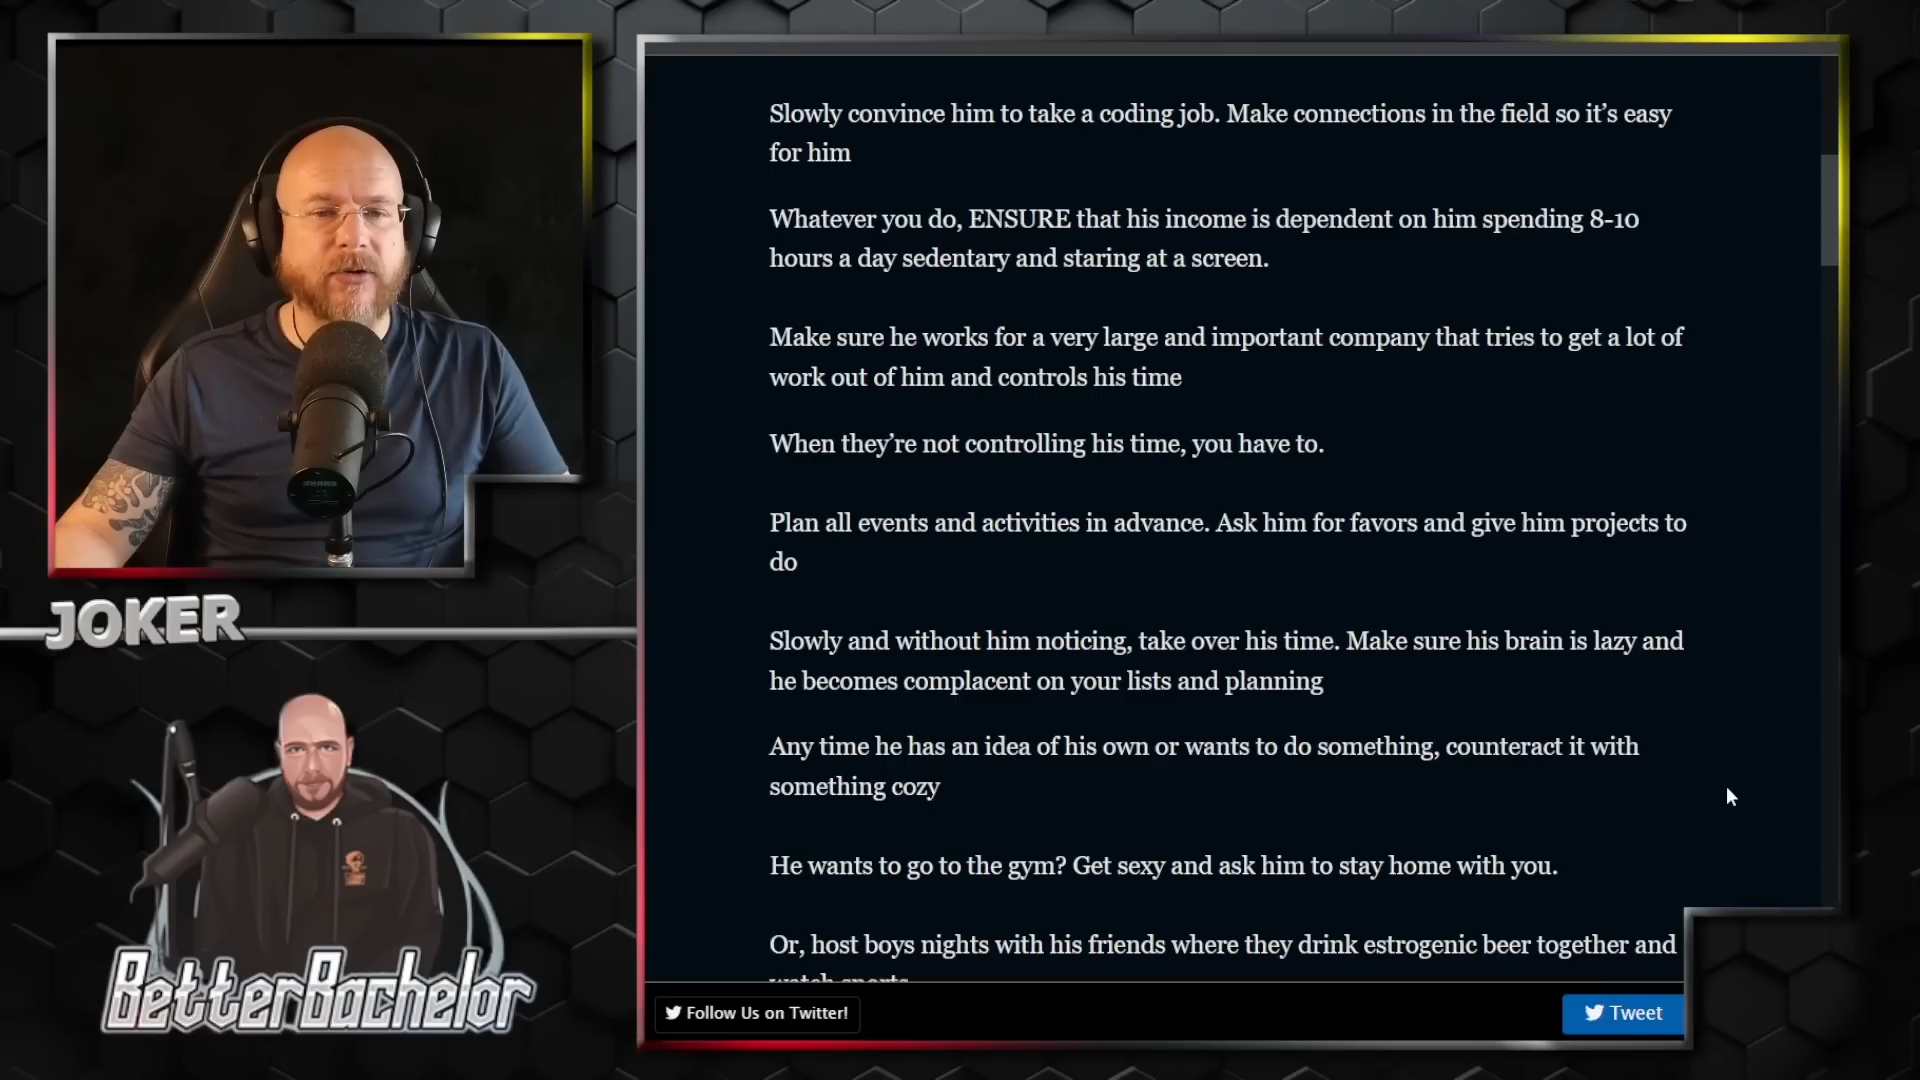 Slowly convince him to take a coding job. Make connections in the field so it’s easy
for him
Whatever you do, ENSURE that his income is dependent on him spending 8-10
hours a day sedentary and staring at a screen.
Make sure he works for a very large and important company that tries to get a lot of
work out of him and controls his time
When they’re not controlling his time, you have to.
Plan all events and activities in advance. Ask him for favors and give him projects to
do
Slowly and without him noticing, take over his time. Make sure his brain is lazy and
he becomes complacent on your lists and planning
Any time he has an idea of his own or wants to do something, counteract it with
something cozy
He wants to go to the gym? Get sexy and ask him to stay home with you.
Or, host boys nights with his friends where they drink estrogenic beer together and
watch sports
Follow Us on Twitter!
Tweet
JOKER
BetterBachelor